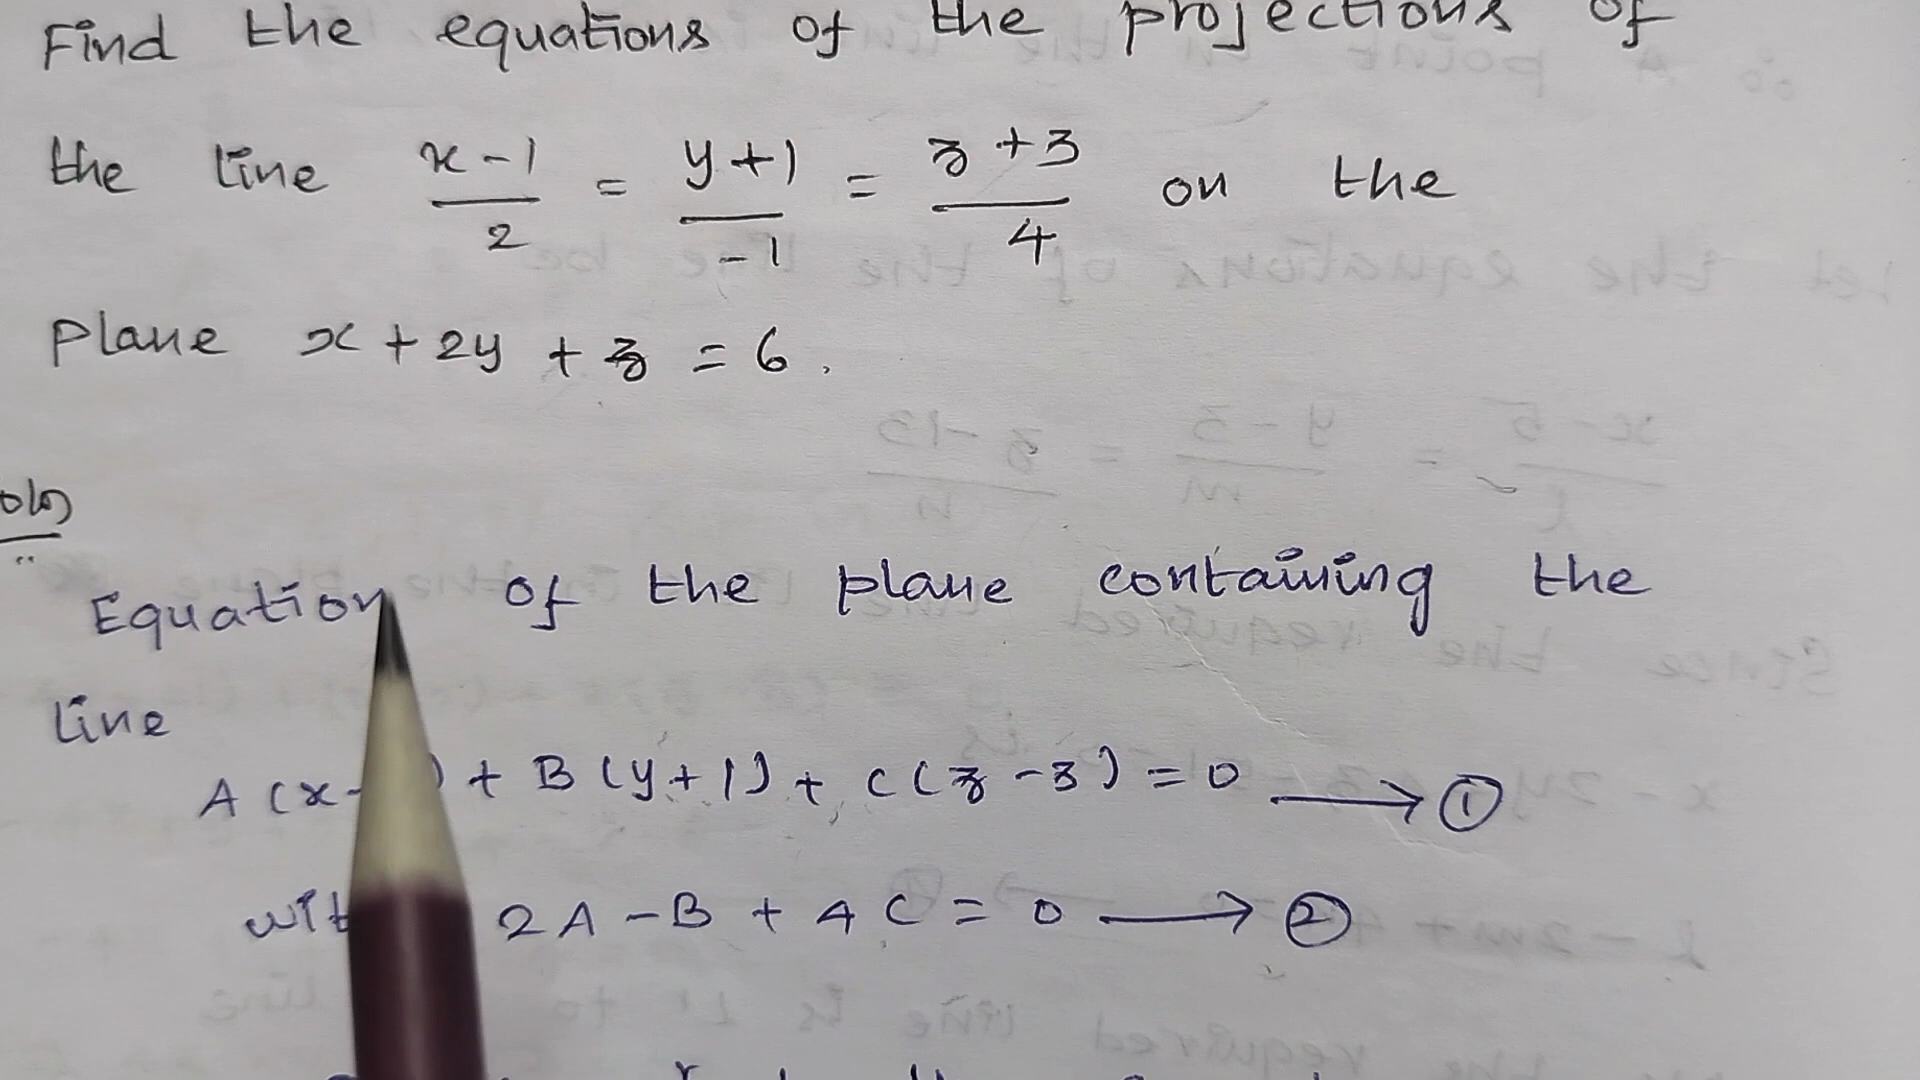 Find the equations of the projections of
the line x-1/2 = y+1/-1 = z+3/4 on the
plane x + 2y + z = 6.
Equation of the plane containing the
line
A(x- ) + B(y+1) + C(z-3) = 0 → ①
2A - B + 4C = 0 → ②